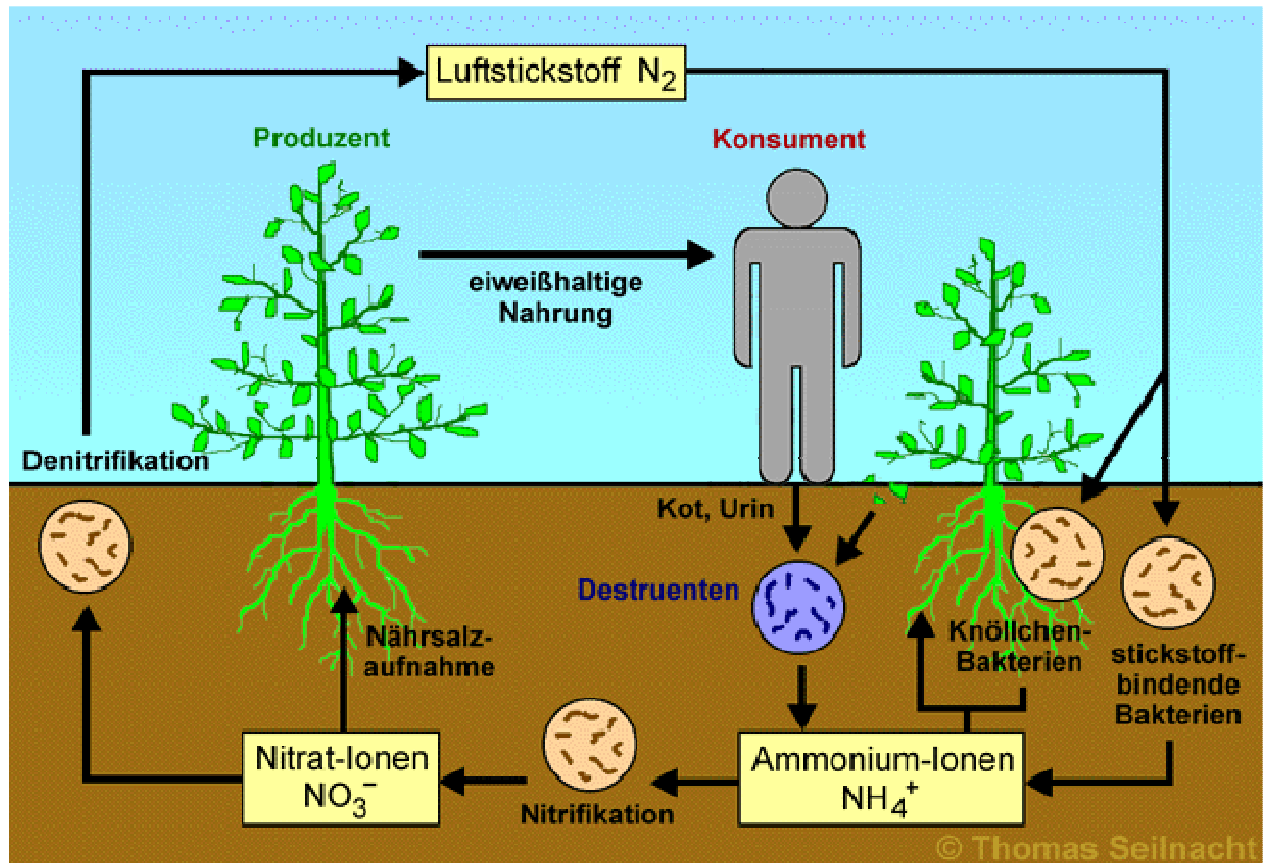 Luftstickstoff N₂
Produzent
Konsument
eiweißhaltige
Nahrung
Denitrifikation
Kot, Urin
Destruenten
Nährsalz-
aufnahme
Knöllchen-
Bakterien
stickstoff-
bindende
Bakterien
Nitrat-Ionen
NO₃⁻
Nitrifikation
Ammonium-Ionen
NH₄⁺
© Thomas Seilnacht